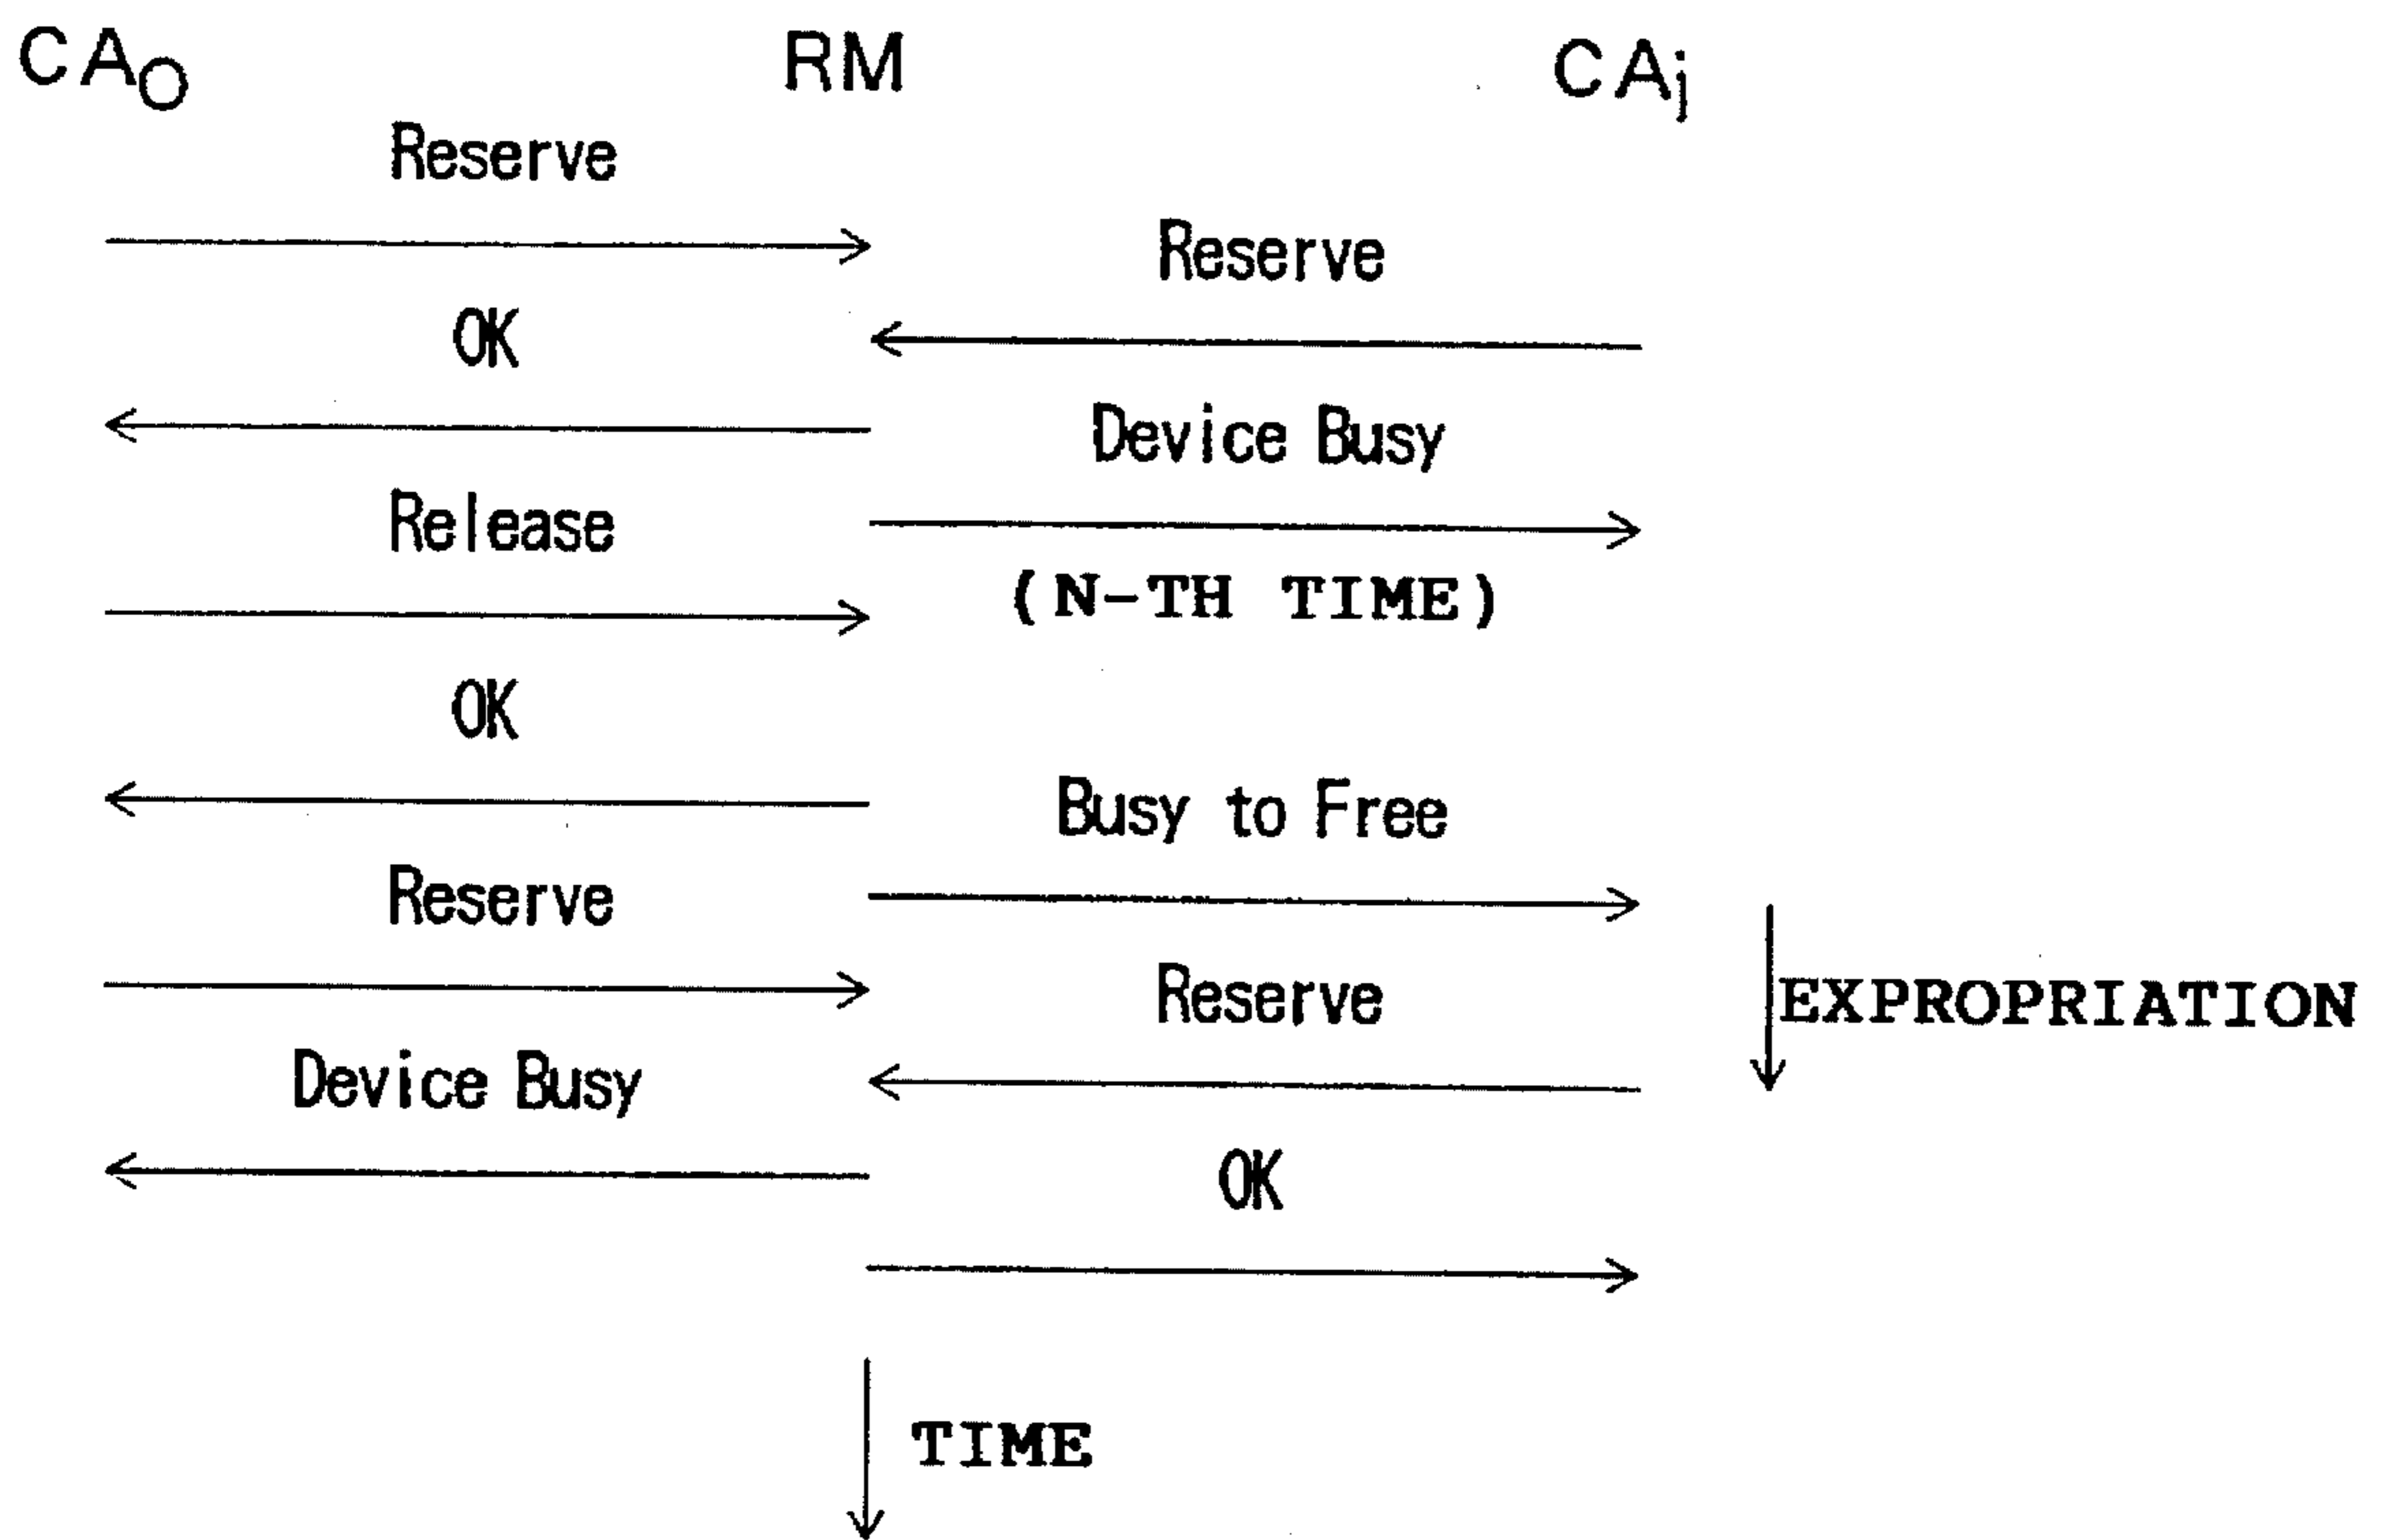 CAO RM CAj
Reserve
Reserve
OK
Device Busy
Release
(N-TH TIME)
OK
Busy to Free
Reserve
Reserve
EXPROPRIATION
Device Busy
OK
TIME